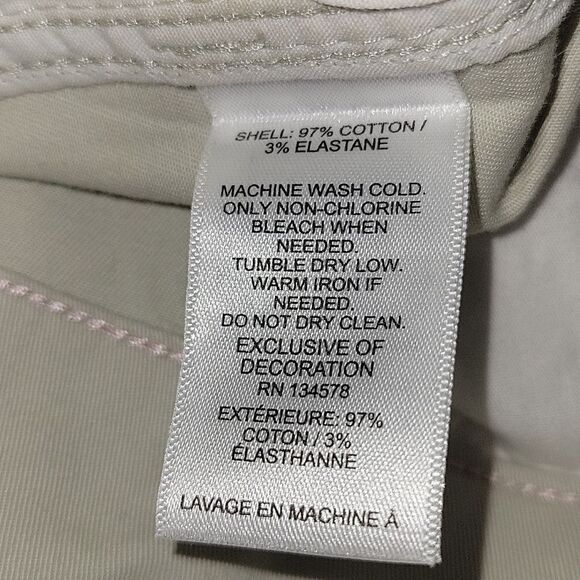 SHELL: 97% COTTON /
3% ELASTANE
MACHINE WASH COLD.
ONLY NON-CHLORINE
BLEACH WHEN
NEEDED.
TUMBLE DRY LOW.
WARM IRON IF
NEEDED
DO NOT DRY CLEAN.
EXCLUSIVE OF
DECORATION
RN 134578
EXTÉRIEURE: 97%
COTON / 3%
ÉLASTHANNE
LAVAGE EN MACHINE À